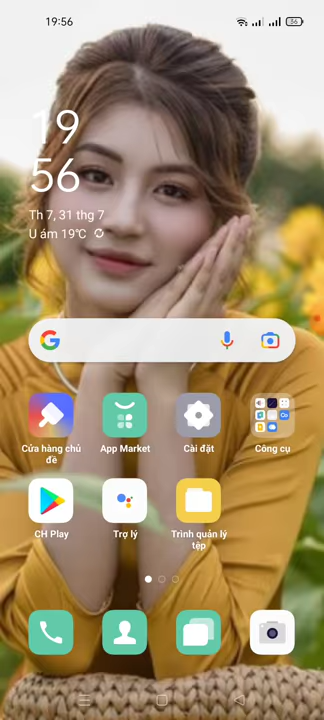 19:56
36
19
56
Th 7, 31 thg 7
U ám 19°C
Cửa hàng chủ
đề
App Market
Cài đặt
Công cụ
CH Play
Trợ lý
Trình quản lý
tệp